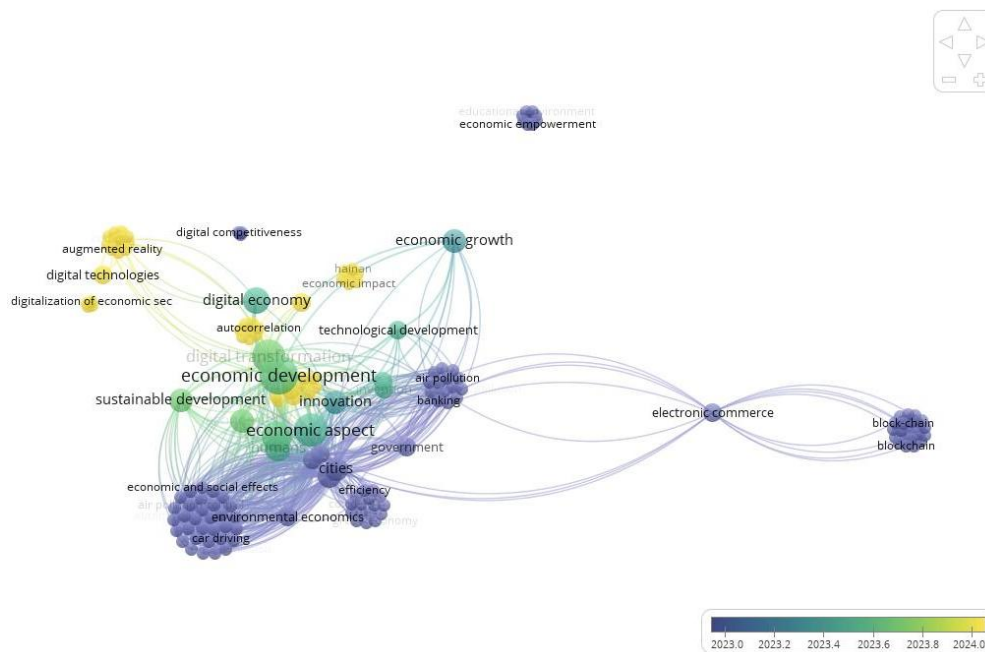 educational environment
economic empowerment
digital competitiveness
economic growth
augmented reality
hainan
digital technologies
economic impact
digitalization of economic sec
digital economy
autocorrelation
technological development
digital transformation
economic development
air pollution
sustainable development
innovation
banking
electronic commerce
block-chain
economic aspect
humans
government
blockchain
cities
economic and social effects
efficiency
environmental economics
car driving
2023.0 2023.2 2023.4 2023.6 2023.8 2024.0